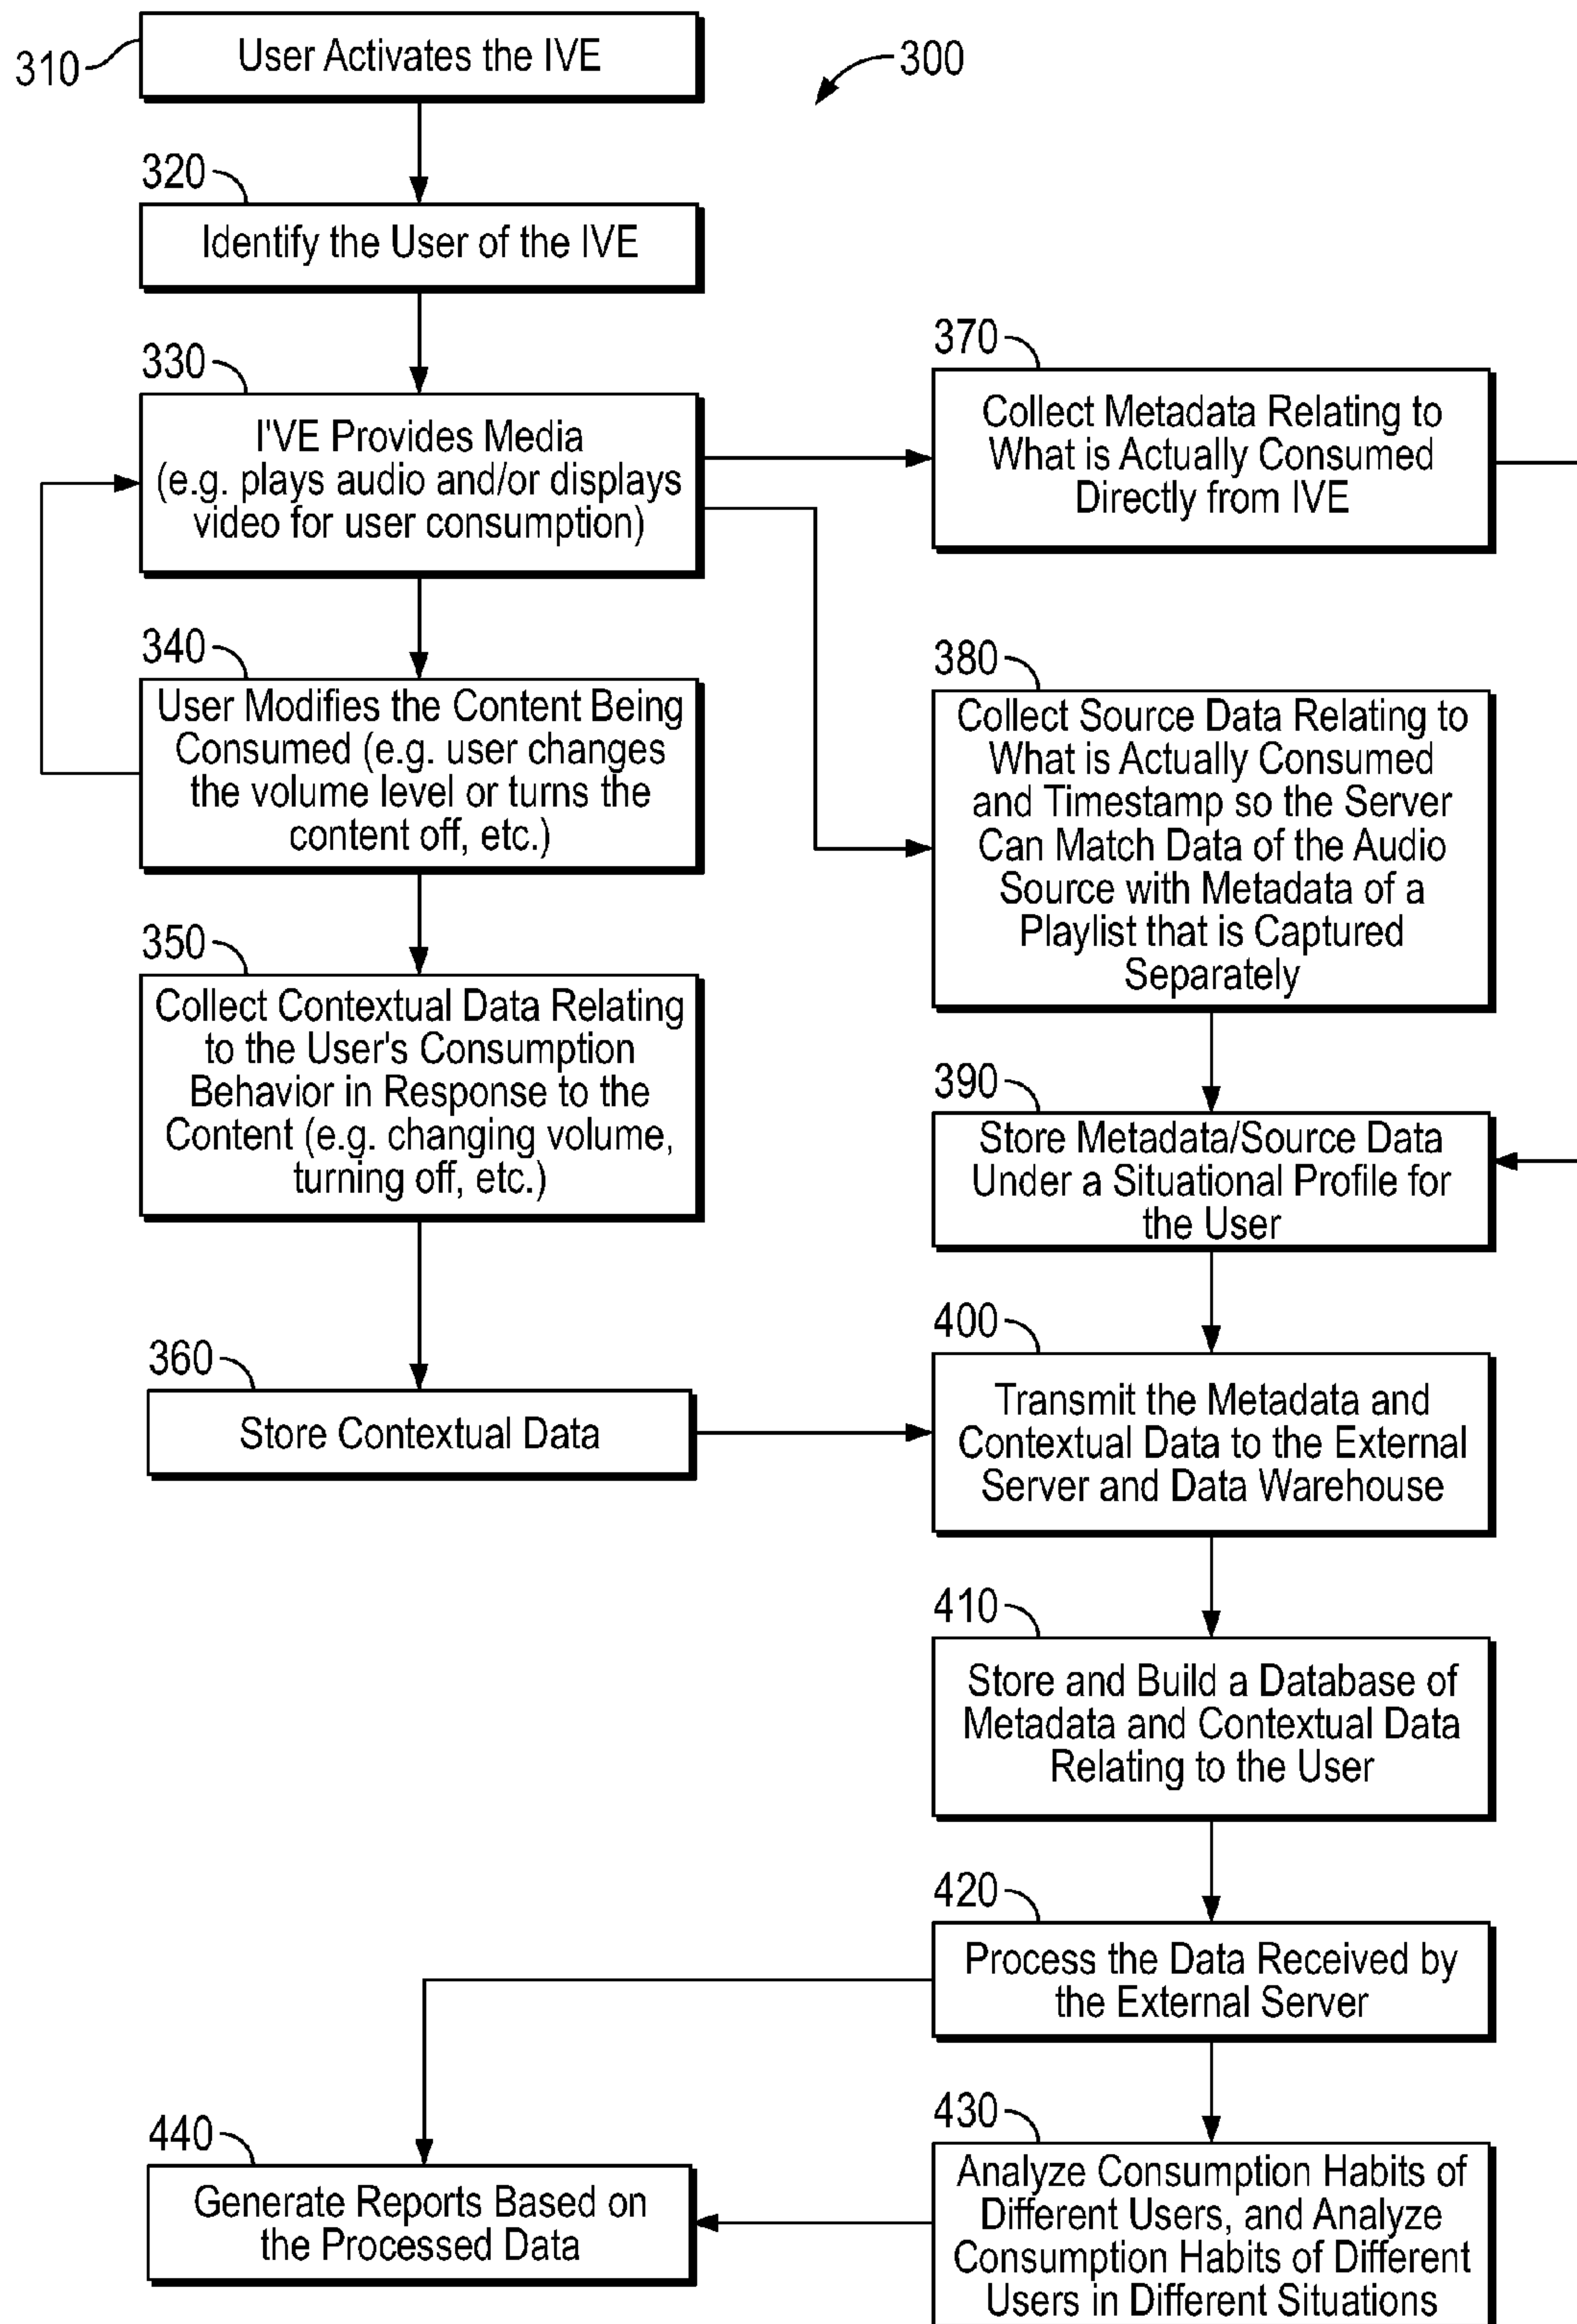 310
User Activates the IVE
300
320
Identify the User of the IVE
330
I'VE Provides Media
(e.g. plays audio and/or displays
video for user consumption)
340
User Modifies the Content Being
Consumed (e.g. user changes
the volume level or turns the
content off, etc.)
350
Collect Contextual Data Relating
to the User's Consumption
Behavior in Response to the
Content (e.g. changing volume,
turning off, etc.)
360
Store Contextual Data
370
Collect Metadata Relating to
What is Actually Consumed
Directly from IVE
380
Collect Source Data Relating to
What is Actually Consumed
and Timestamp so the Server
Can Match Data of the Audio
Source with Metadata of a
Playlist that is Captured
Separately
390
Store Metadata/Source Data
Under a Situational Profile for
the User
400
Transmit the Metadata and
Contextual Data to the External
Server and Data Warehouse
410
Store and Build a Database of
Metadata and Contextual Data
Relating to the User
420
Process the Data Received by
the External Server
430
Analyze Consumption Habits of
Different Users, and Analyze
Consumption Habits of Different
Users in Different Situations
440
Generate Reports Based on
the Processed Data